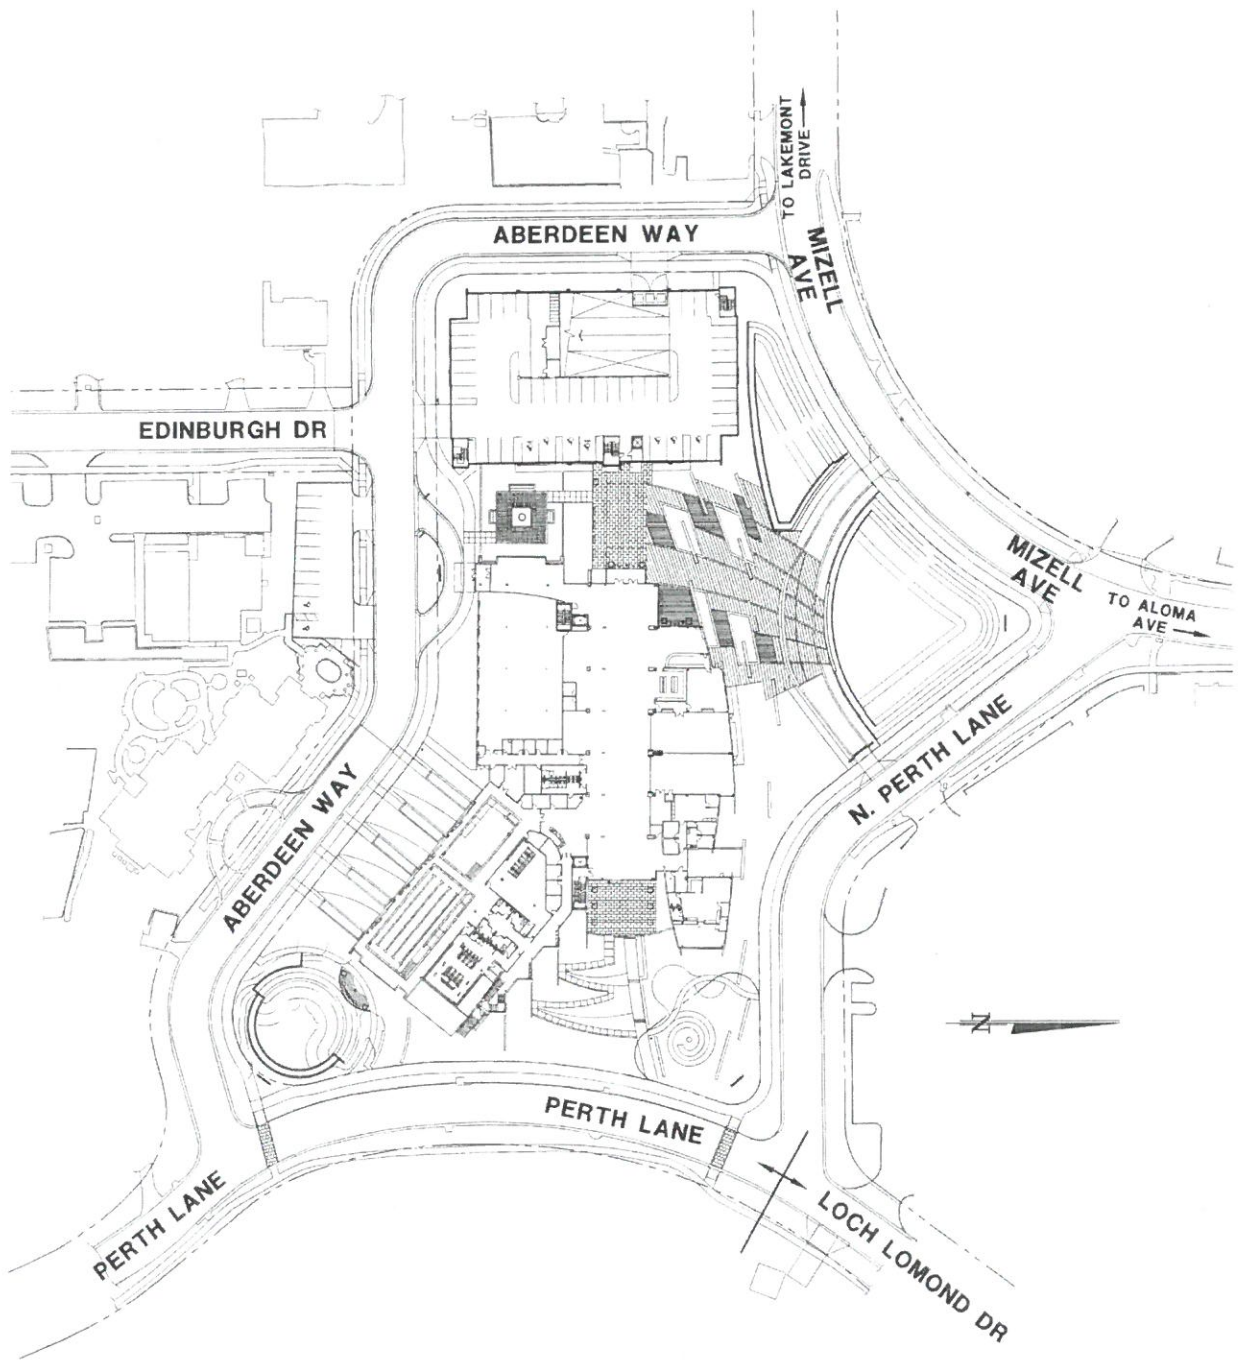 TO LAKEMONT
DRIVE
ABERDEEN WAY
MIZELL
AVE
EDINBURGH DR
MIZELL
AVE
TO ALOMA
AVE
N. PERTH LANE
ABERDEEN WAY
N
PERTH LANE
PERTH LANE
LOCH LOMOND DR